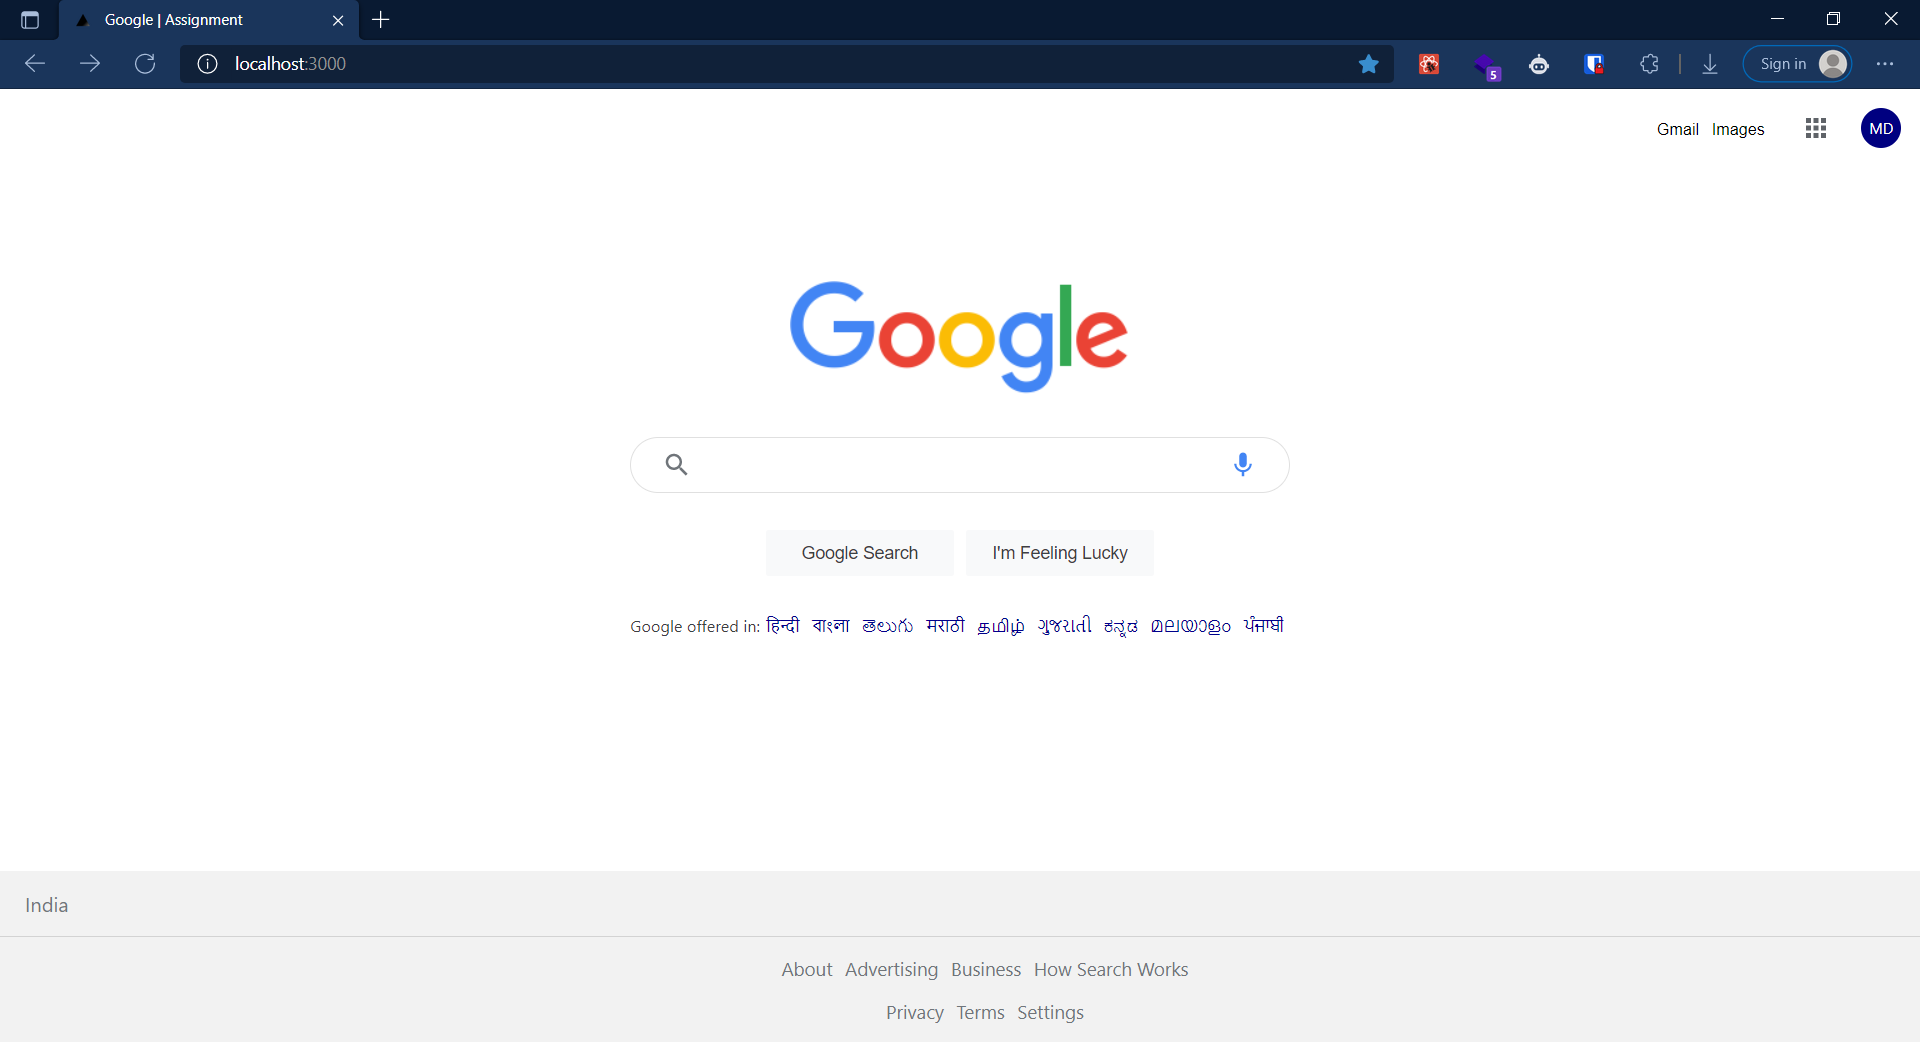 Google | Assignment
localhost:3000
5
Sign in
Gmail Images
MD
Google
Google Search I'm Feeling Lucky
Google offered in: हिन्दी বাংলা తెలుగు मराठी தமிழ் ગુજરાતી ಕನ್ನಡ മലയാളം ਪੰਜਾਬੀ
India
About Advertising Business How Search Works
Privacy Terms Settings